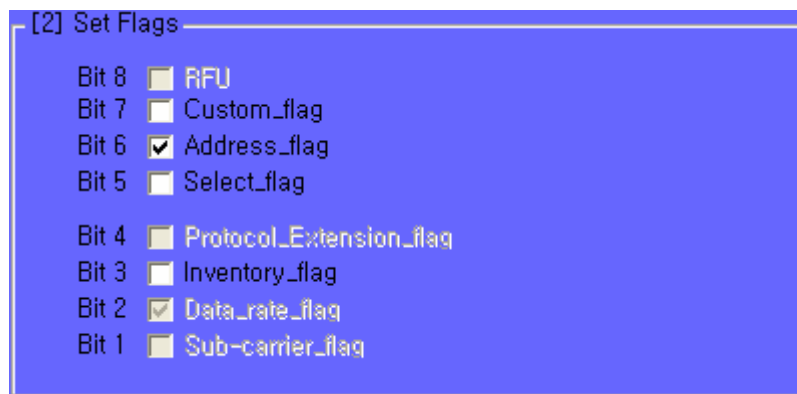 [2] Set Flags
Bit 8 RFU
Bit 7 Custom_flag
Bit 6 Address_flag
Bit 5 Select_flag
Bit 4 Protocol_Extension_flag
Bit 3 Inventory_flag
Bit 2 Data_rate_flag
Bit 1 Sub-carrier_flag